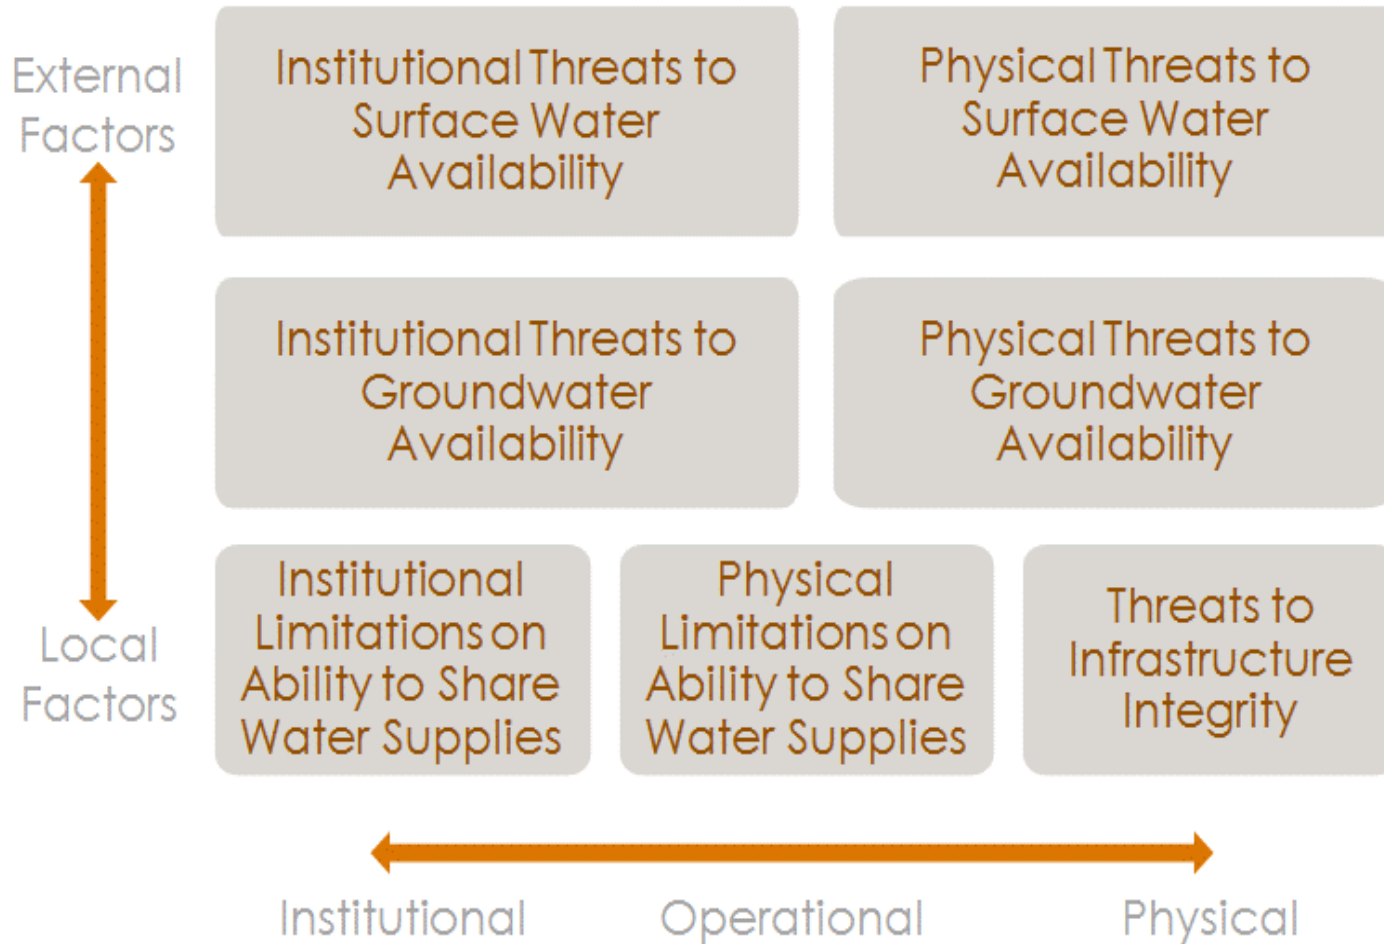 External
Factors
Institutional Threats to
Surface Water
Availability
Physical Threats to
Surface Water
Availability
Institutional Threats to
Groundwater
Availability
Physical Threats to
Groundwater
Availability
Local
Factors
Institutional
Limitations on
Ability to Share
Water Supplies
Physical
Limitations on
Ability to Share
Water Supplies
Threats to
Infrastructure
Integrity
Institutional
Operational
Physical